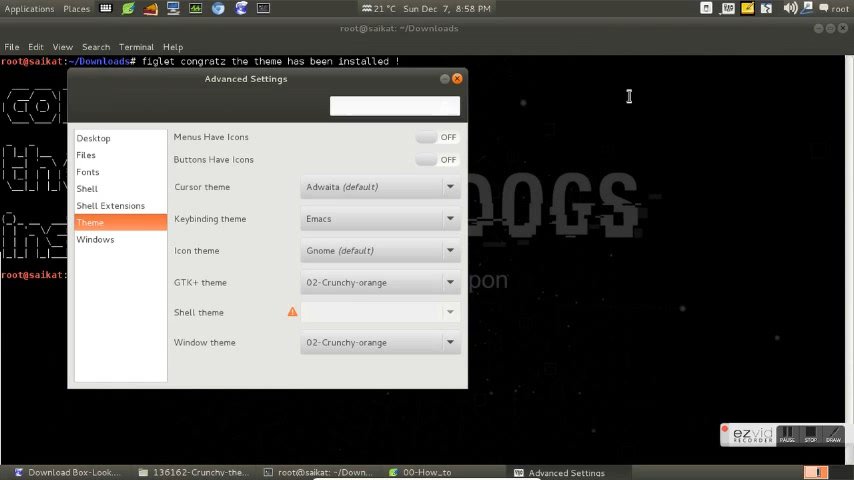 Applications Places 21 °C Sun Dec 7, 8:58 PM root
root@saikat: ~/Downloads
File Edit View Search Terminal Help
root@saikat:~/Downloads# figlet congratz the theme has been installed !
Advanced Settings
Desktop
Files
Fonts
Shell
Shell Extensions
Theme
Windows
Menus Have Icons OFF
Buttons Have Icons OFF
Cursor theme Adwaita (default)
Keybinding theme Emacs
Icon theme Gnome (default)
GTK+ theme 02-Crunchy-orange
Shell theme
Window theme 02-Crunchy-orange
root@saikat:
DOGS
pon
ezvid
RECORDER
PAUSE STOP DRAW
Download Box-Look.... 136162-Crunchy-the... root@saikat: ~/Down... 00-How_to Advanced Settings